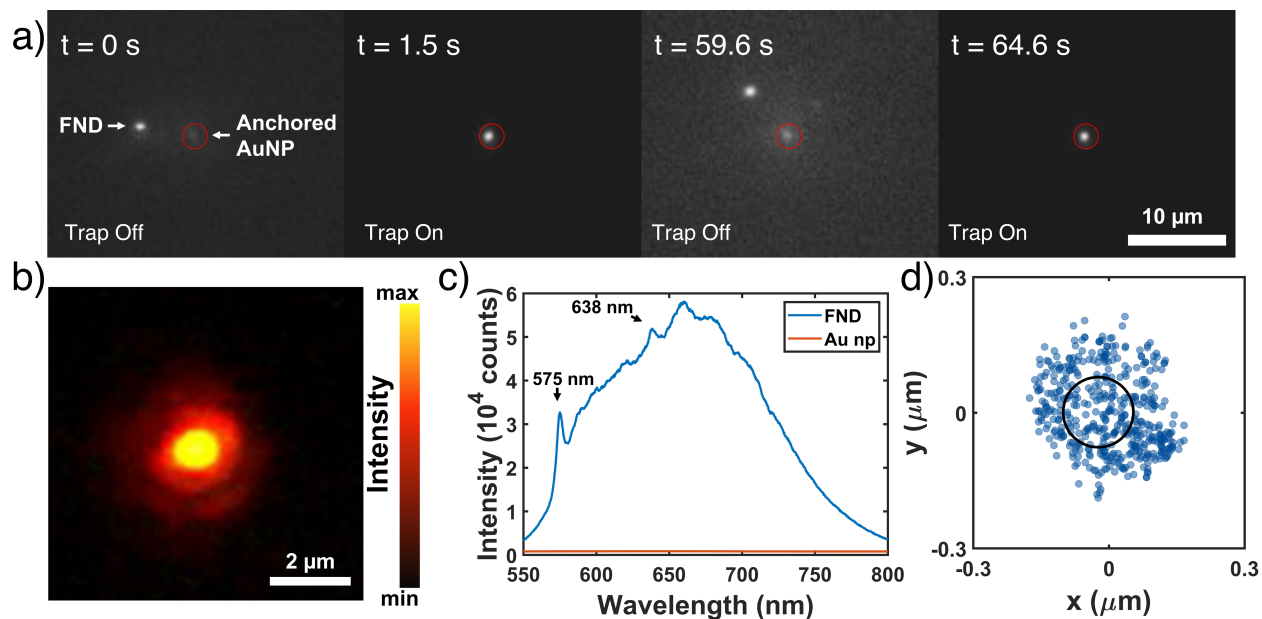 a)
t = 0 s
t = 1.5 s
t = 59.6 s
t = 64.6 s
FND
Anchored
AuNP
Trap Off
Trap On
Trap Off
Trap On
10 µm
b)
max
Intensity
min
2 µm
c)
Intensity (10⁴ counts)
6
5
4
3
2
1
0
638 nm
575 nm
FND
Au np
550
600
650
700
750
800
Wavelength (nm)
d)
0.3
0
-0.3
y (µm)
-0.3
0
0.3
x (µm)